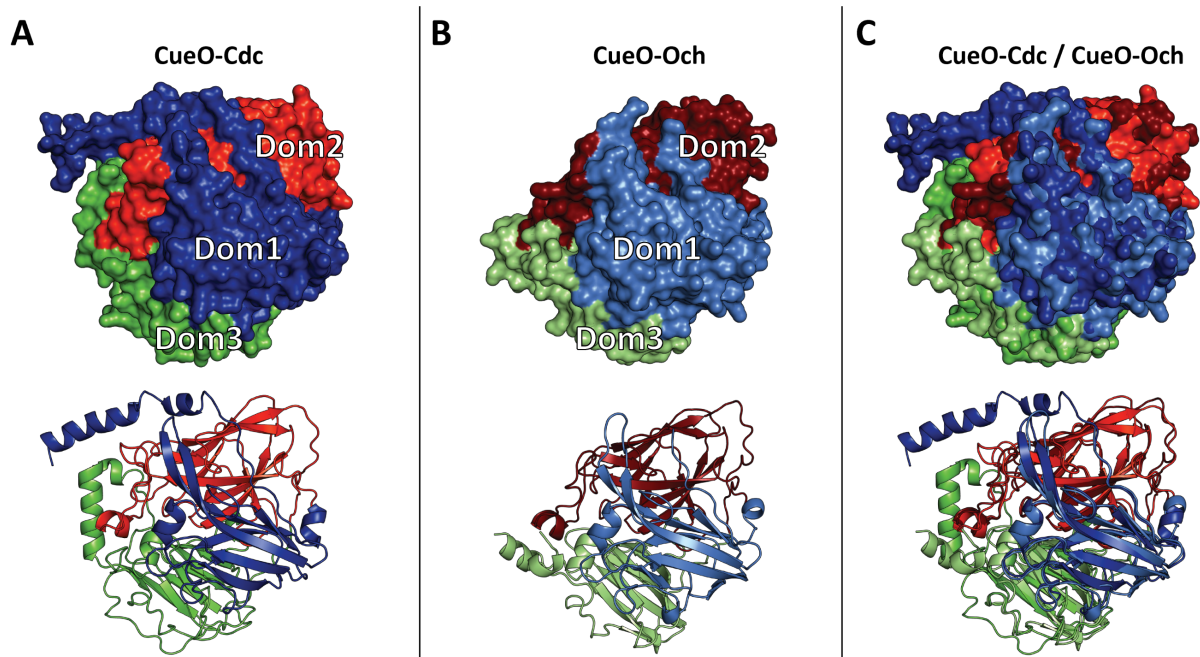 A
CueO-Cdc
Dom2
Dom1
Dom3
B
CueO-Och
Dom2
Dom1
Dom3
C
CueO-Cdc / CueO-Och